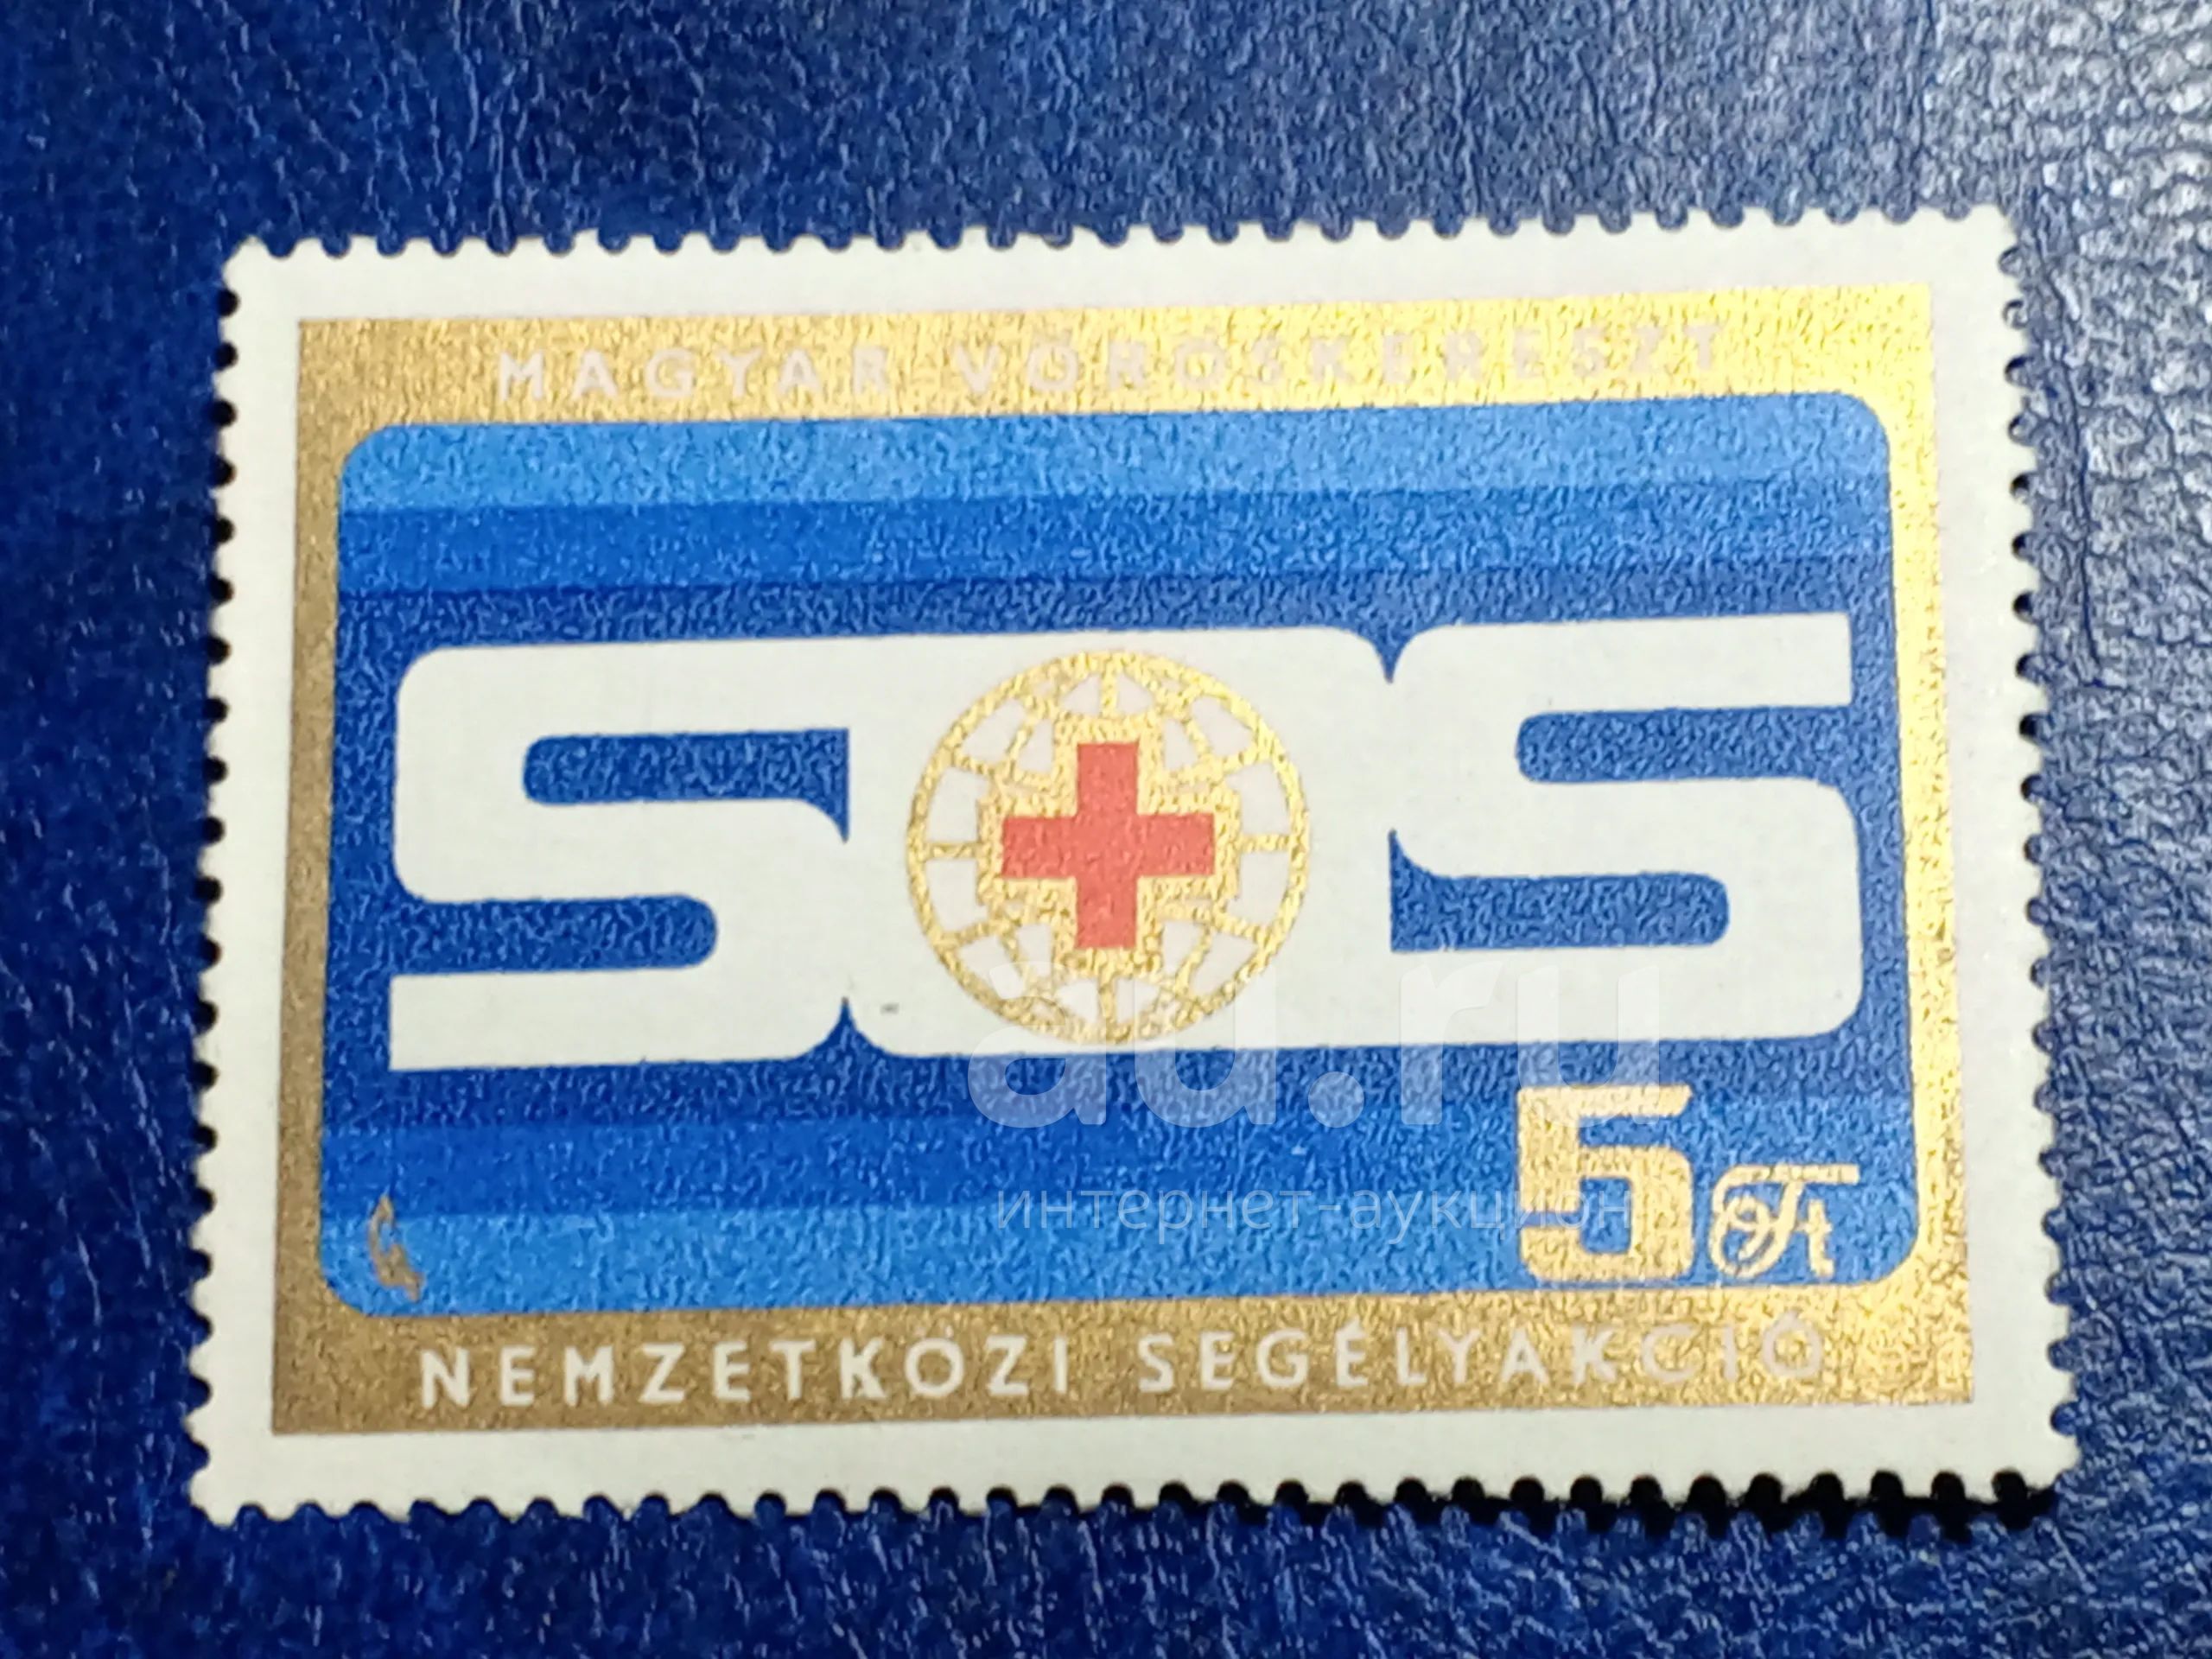 MAGYAR VÖRÖSKERESZT
SOS
au.ru
5 Ft
интернет-аукцион
NEMZETKÖZI SEGÉLYAKCIÓ